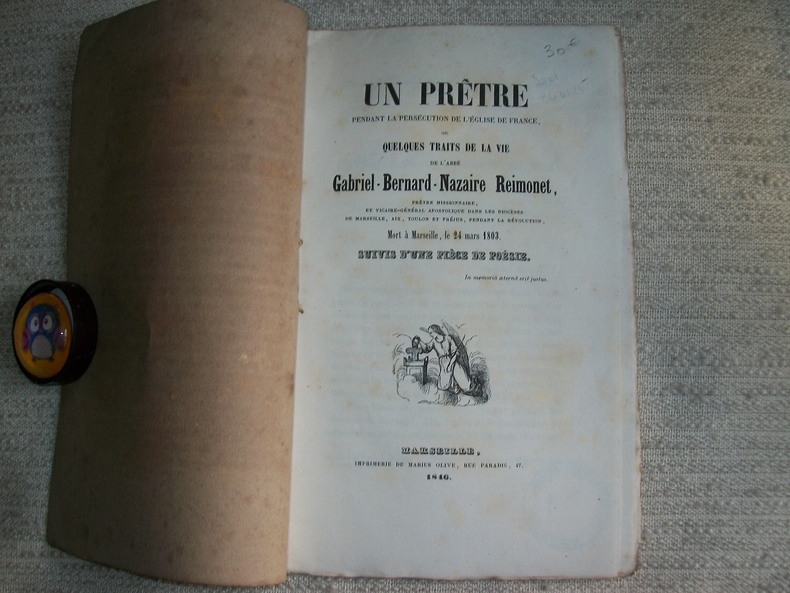 30 €
UN PRÊTRE
PENDANT LA PERSÉCUTION DE L'ÉGLISE DE FRANCE,
OU
QUELQUES TRAITS DE LA VIE
DE L'ABBÉ
Gabriel-Bernard-Nazaire Reimonet,
PRÊTRE MISSIONNAIRE,
ET VICAIRE-GÉNÉRAL APOSTOLIQUE DANS LES DIOCÈSES
DE MARSEILLE, AIX, TOULON ET FRÉJUS, PENDANT LA RÉVOLUTION,
Mort à Marseille, le 24 mars 1803.
SUIVIS D'UNE PIÈCE DE POÉSIE.
In memoriâ æternâ erit justus.
MARSEILLE,
IMPRIMERIE DE MARIUS OLIVE, RUE PARADIS, 47.
1846.